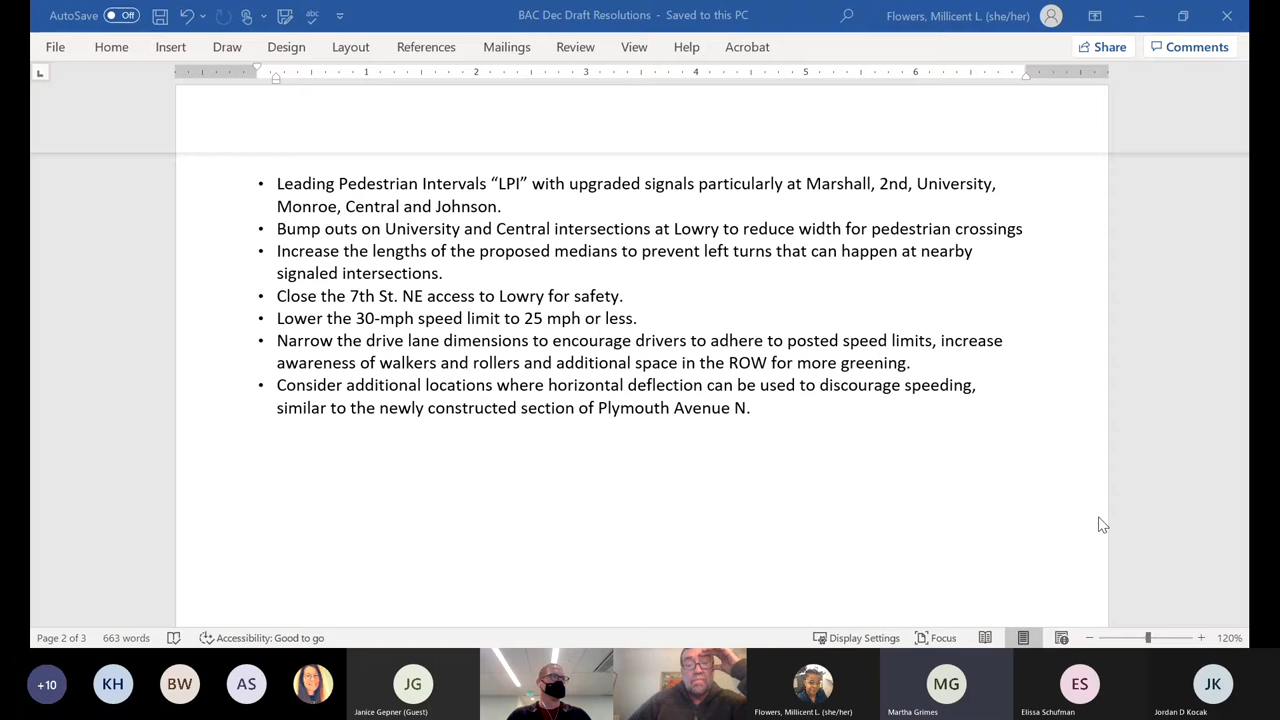 AutoSave Off BAC Dec Draft Resolutions - Saved to this PC Flowers, Millicent L. (she/her)
File Home Insert Draw Design Layout References Mailings Review View Help Acrobat Share Comments
1 2 3 4 5 6
• Leading Pedestrian Intervals “LPI” with upgraded signals particularly at Marshall, 2nd, University,
Monroe, Central and Johnson.
• Bump outs on University and Central intersections at Lowry to reduce width for pedestrian crossings
• Increase the lengths of the proposed medians to prevent left turns that can happen at nearby
signaled intersections.
• Close the 7th St. NE access to Lowry for safety.
• Lower the 30-mph speed limit to 25 mph or less.
• Narrow the drive lane dimensions to encourage drivers to adhere to posted speed limits, increase
awareness of walkers and rollers and additional space in the ROW for more greening.
• Consider additional locations where horizontal deflection can be used to discourage speeding,
similar to the newly constructed section of Plymouth Avenue N.
Page 2 of 3 663 words Accessibility: Good to go Display Settings Focus 120%
+10 KH BW AS JG MG ES JK
Janice Gepner (Guest) Flowers, Millicent L. (she/her) Martha Grimes Elissa Schufman Jordan D Kocak